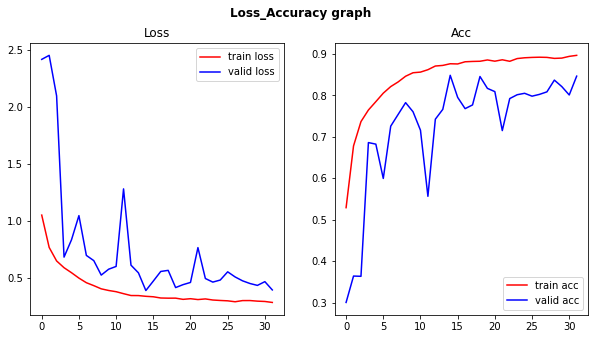 Loss_Accuracy graph
Loss
train loss
valid loss
2.5
2.0
1.5
1.0
0.5
0 5 10 15 20 25 30
Acc
0.9
0.8
0.7
0.6
0.5
0.4
0.3
train acc
valid acc
0 5 10 15 20 25 30